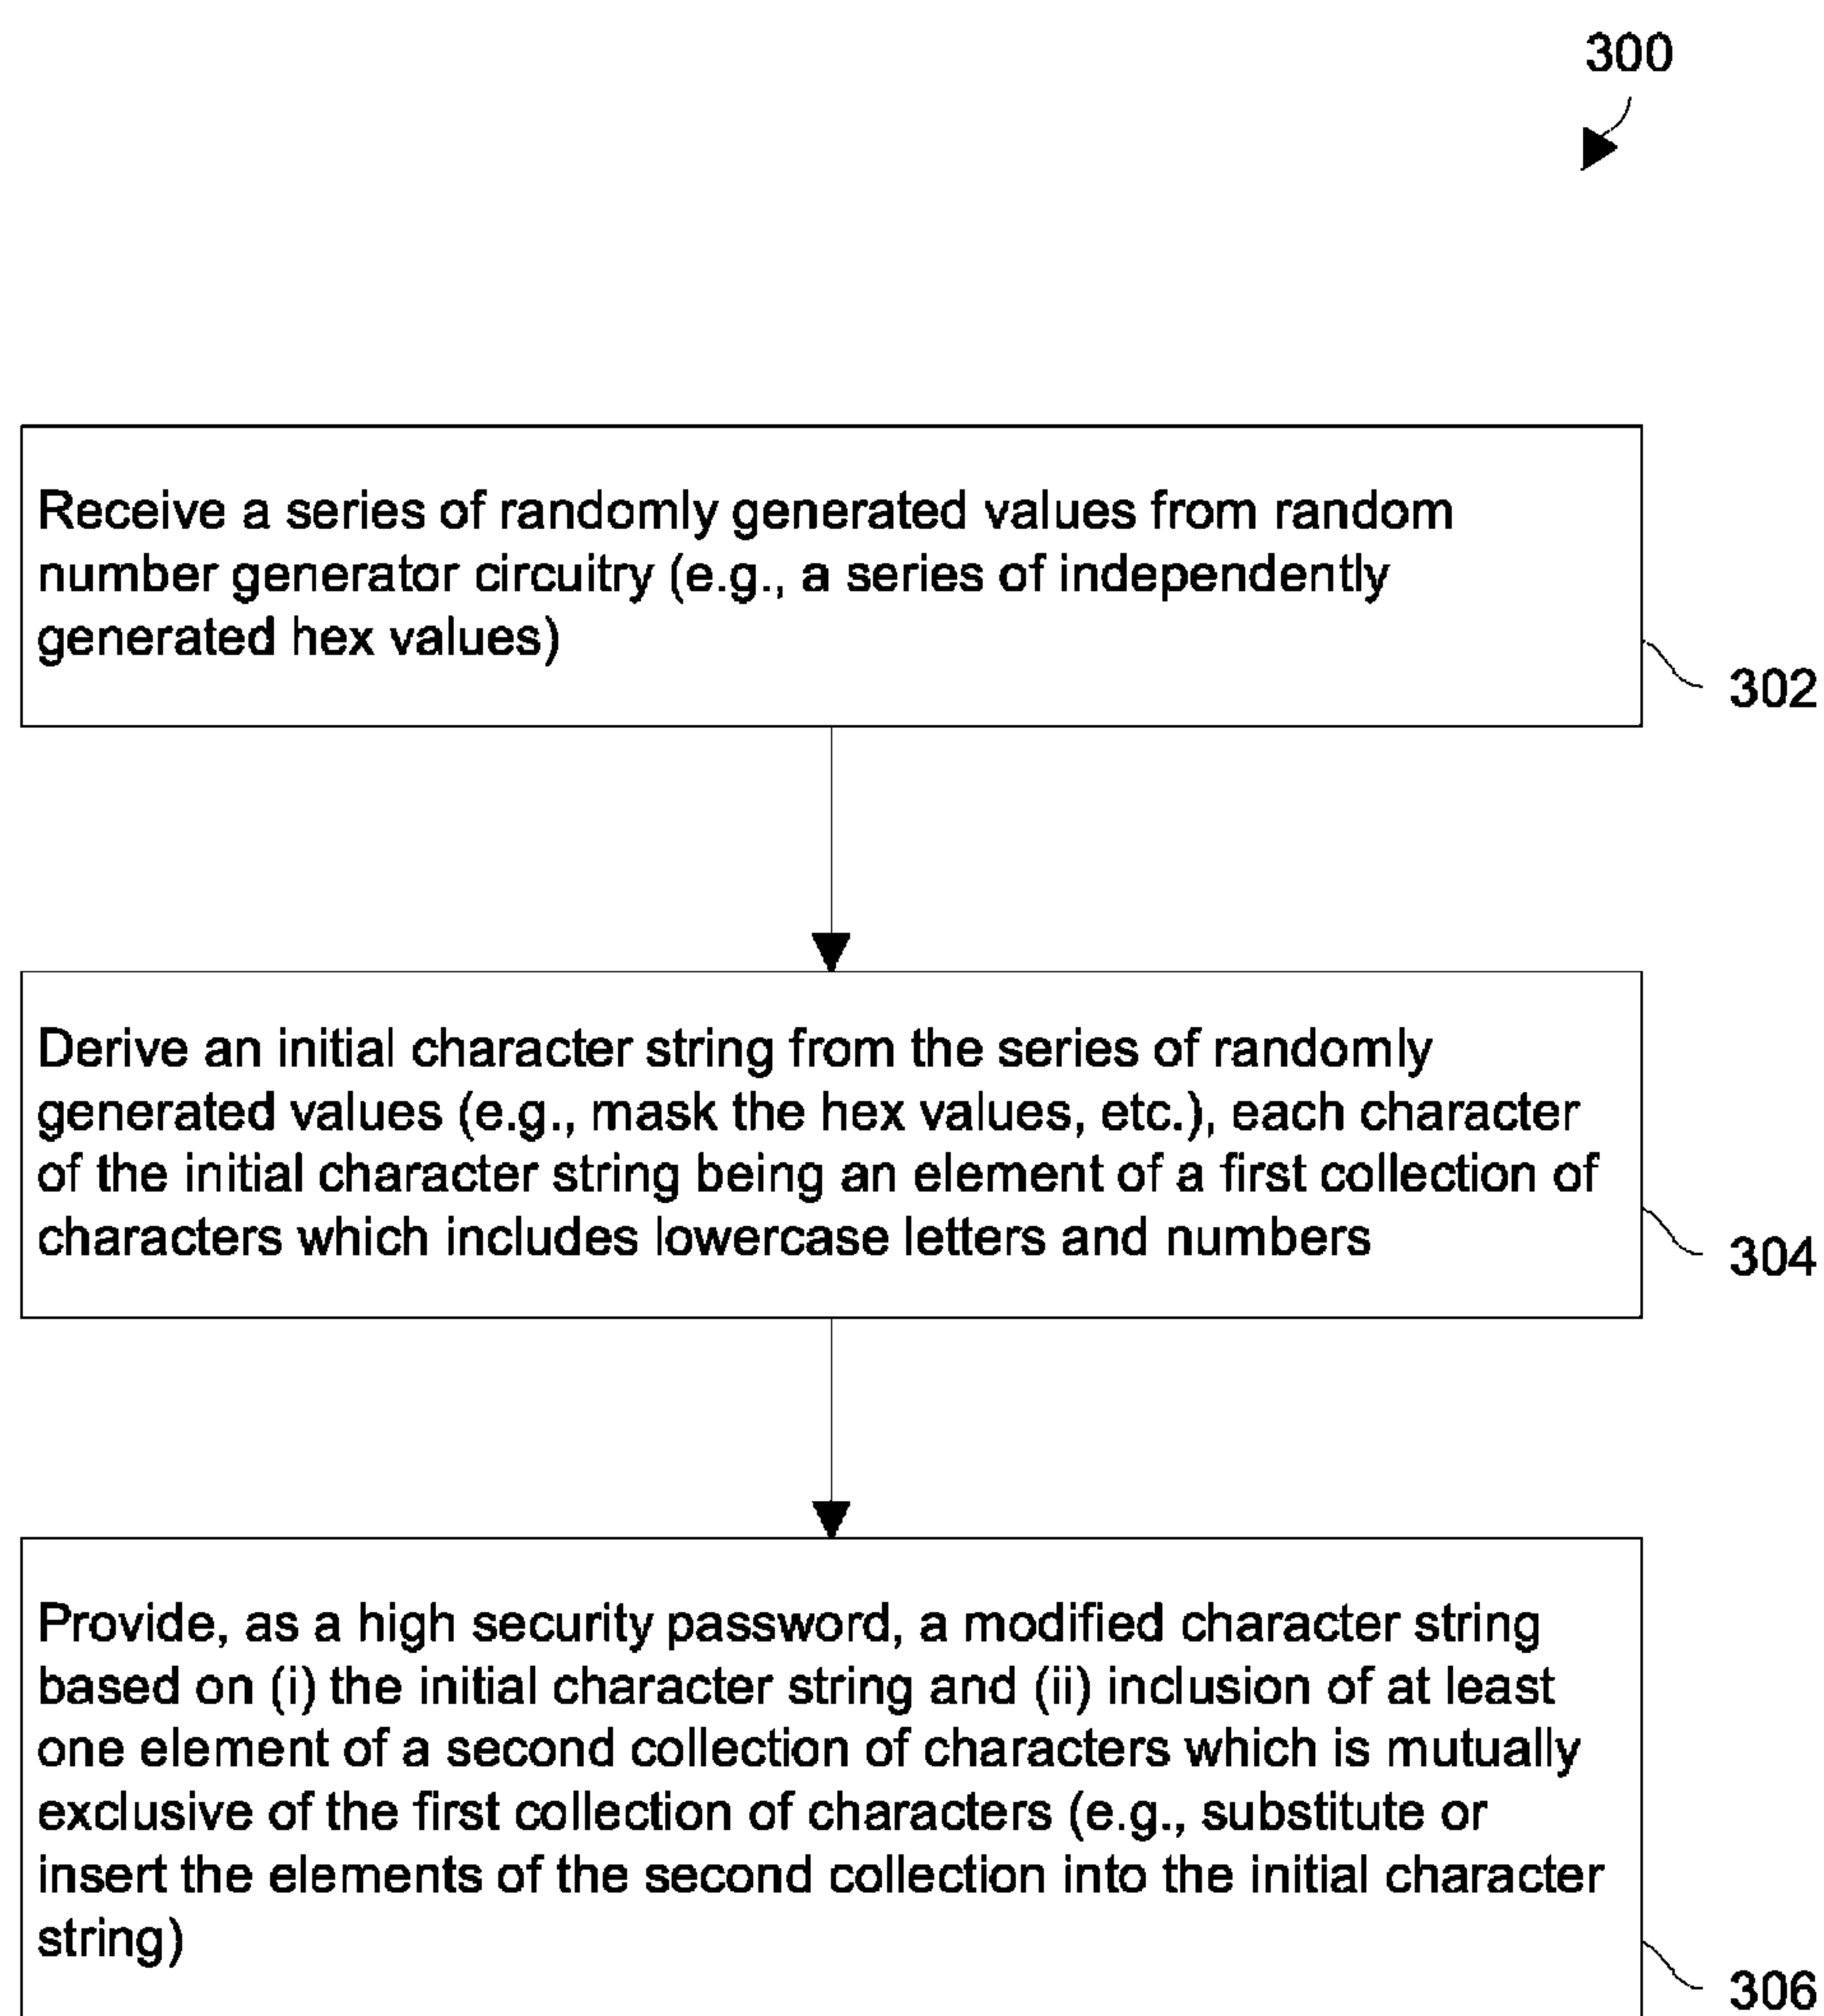 300
Receive a series of randomly generated values from random
number generator circuitry (e.g., a series of independently
generated hex values)
302
Derive an initial character string from the series of randomly
generated values (e.g., mask the hex values, etc.), each character
of the initial character string being an element of a first collection of
characters which includes lowercase letters and numbers
304
Provide, as a high security password, a modified character string
based on (i) the initial character string and (ii) inclusion of at least
one element of a second collection of characters which is mutually
exclusive of the first collection of characters (e.g., substitute or
insert the elements of the second collection into the initial character
string)
306